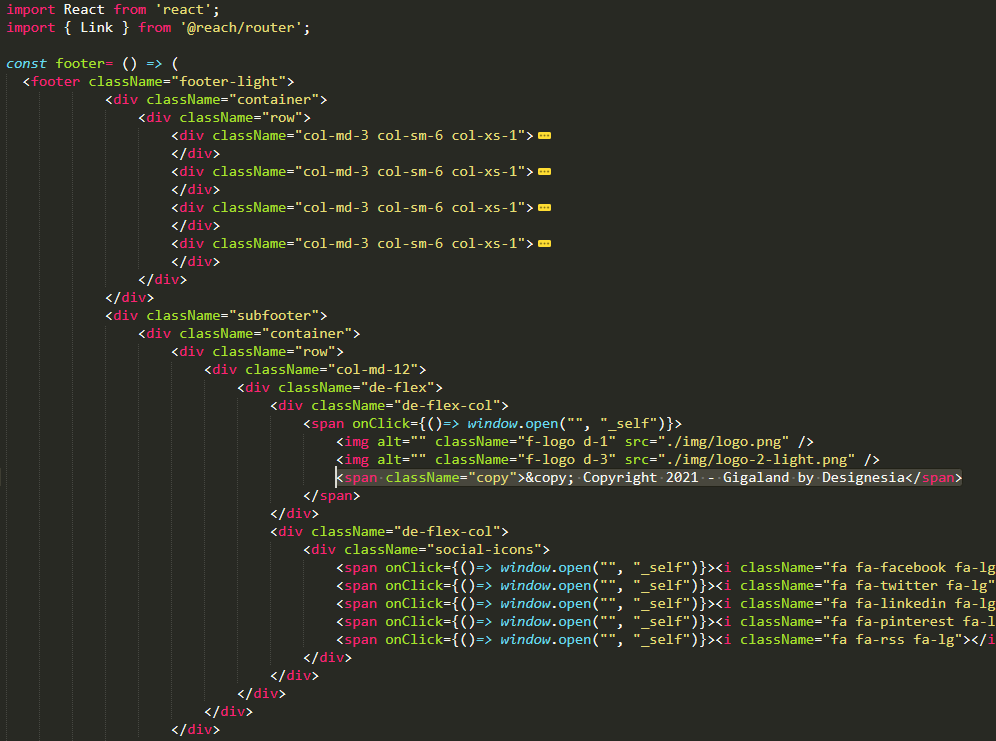 import React from 'react';
import { Link } from '@reach/router';

const footer= () => (
  <footer className="footer-light">
            <div className="container">
                <div className="row">
                    <div className="col-md-3 col-sm-6 col-xs-1">
                    </div>
                    <div className="col-md-3 col-sm-6 col-xs-1">
                    </div>
                    <div className="col-md-3 col-sm-6 col-xs-1">
                    </div>
                    <div className="col-md-3 col-sm-6 col-xs-1">
                    </div>
                </div>
            </div>
            <div className="subfooter">
                <div className="container">
                    <div className="row">
                        <div className="col-md-12">
                            <div className="de-flex">
                                <div className="de-flex-col">
                                    <span onClick={()=> window.open("", "_self")}>
                                        <img alt="" className="f-logo d-1" src="./img/logo.png" />
                                        <img alt="" className="f-logo d-3" src="./img/logo-2-light.png" />
                                        <span className="copy">&copy; Copyright 2021 - Gigaland by Designesia</span>
                                    </span>
                                </div>
                                <div className="de-flex-col">
                                    <div className="social-icons">
                                        <span onClick={()=> window.open("", "_self")}><i className="fa fa-facebook fa-lg
                                        <span onClick={()=> window.open("", "_self")}><i className="fa fa-twitter fa-lg"
                                        <span onClick={()=> window.open("", "_self")}><i className="fa fa-linkedin fa-lg
                                        <span onClick={()=> window.open("", "_self")}><i className="fa fa-pinterest fa-l
                                        <span onClick={()=> window.open("", "_self")}><i className="fa fa-rss fa-lg"></i
                                    </div>
                                </div>
                            </div>
                        </div>
                    </div>